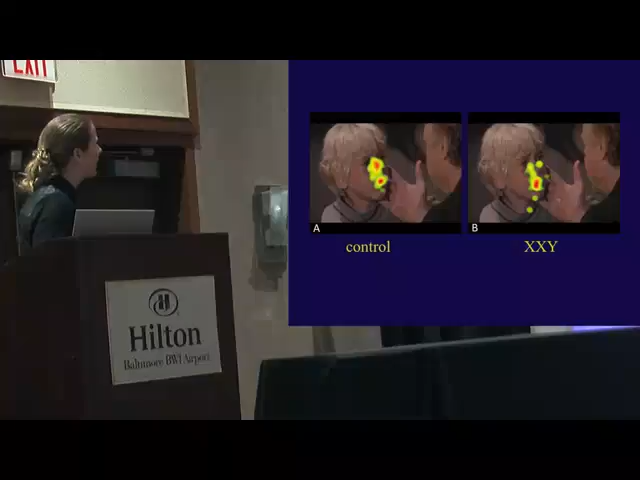 EXIT
A
B
control
XXY
Hilton
Baltimore BWI Airport